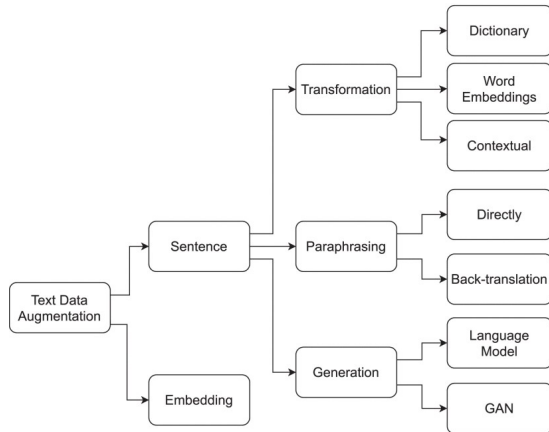 Dictionary
Transformation
Word
Embeddings
Contextual
Directly
Sentence
Paraphrasing
Back-translation
Text Data
Augmentation
Language
Model
Generation
Embedding
GAN